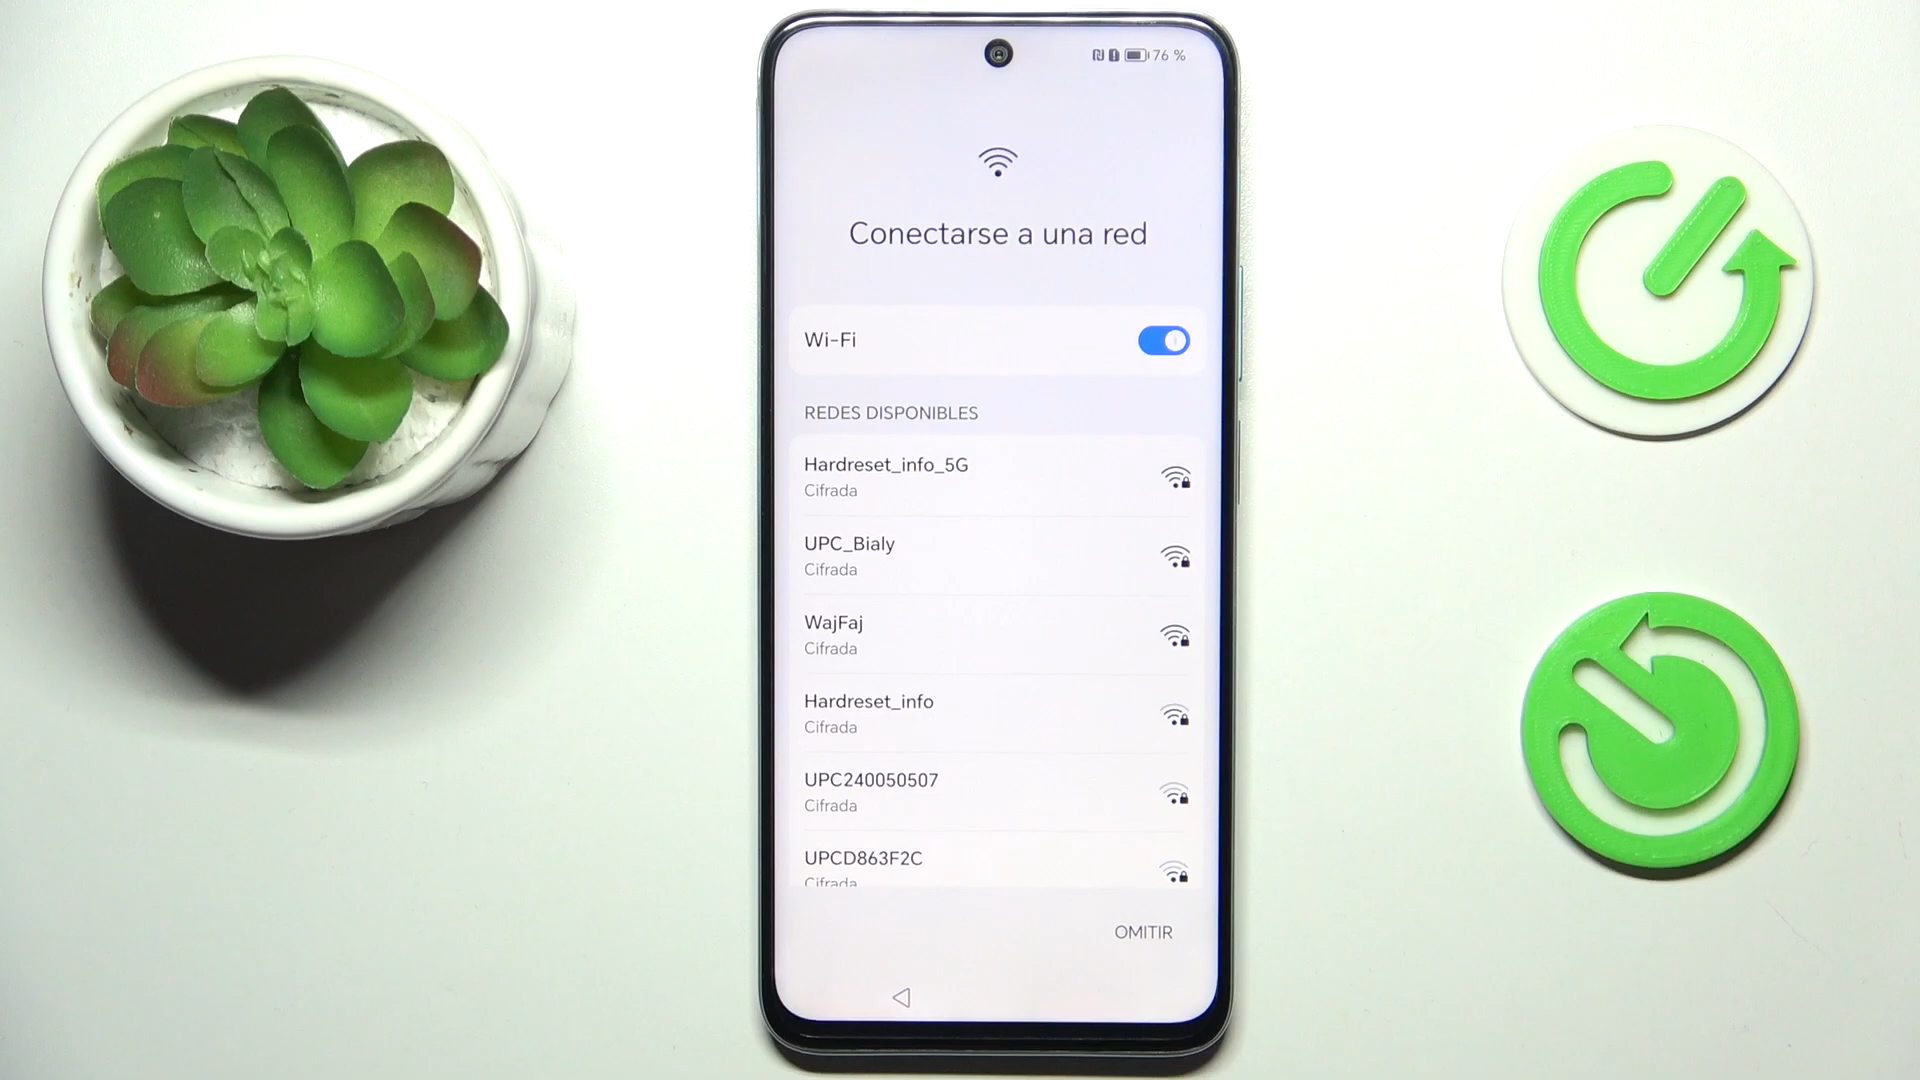 76 %
Conectarse a una red
Wi-Fi
REDES DISPONIBLES
Hardreset_info_5G
Cifrada
UPC_Bialy
Cifrada
WajFaj
Cifrada
Hardreset_info
Cifrada
UPC240050507
Cifrada
UPCD863F2C
Cifrada
OMITIR